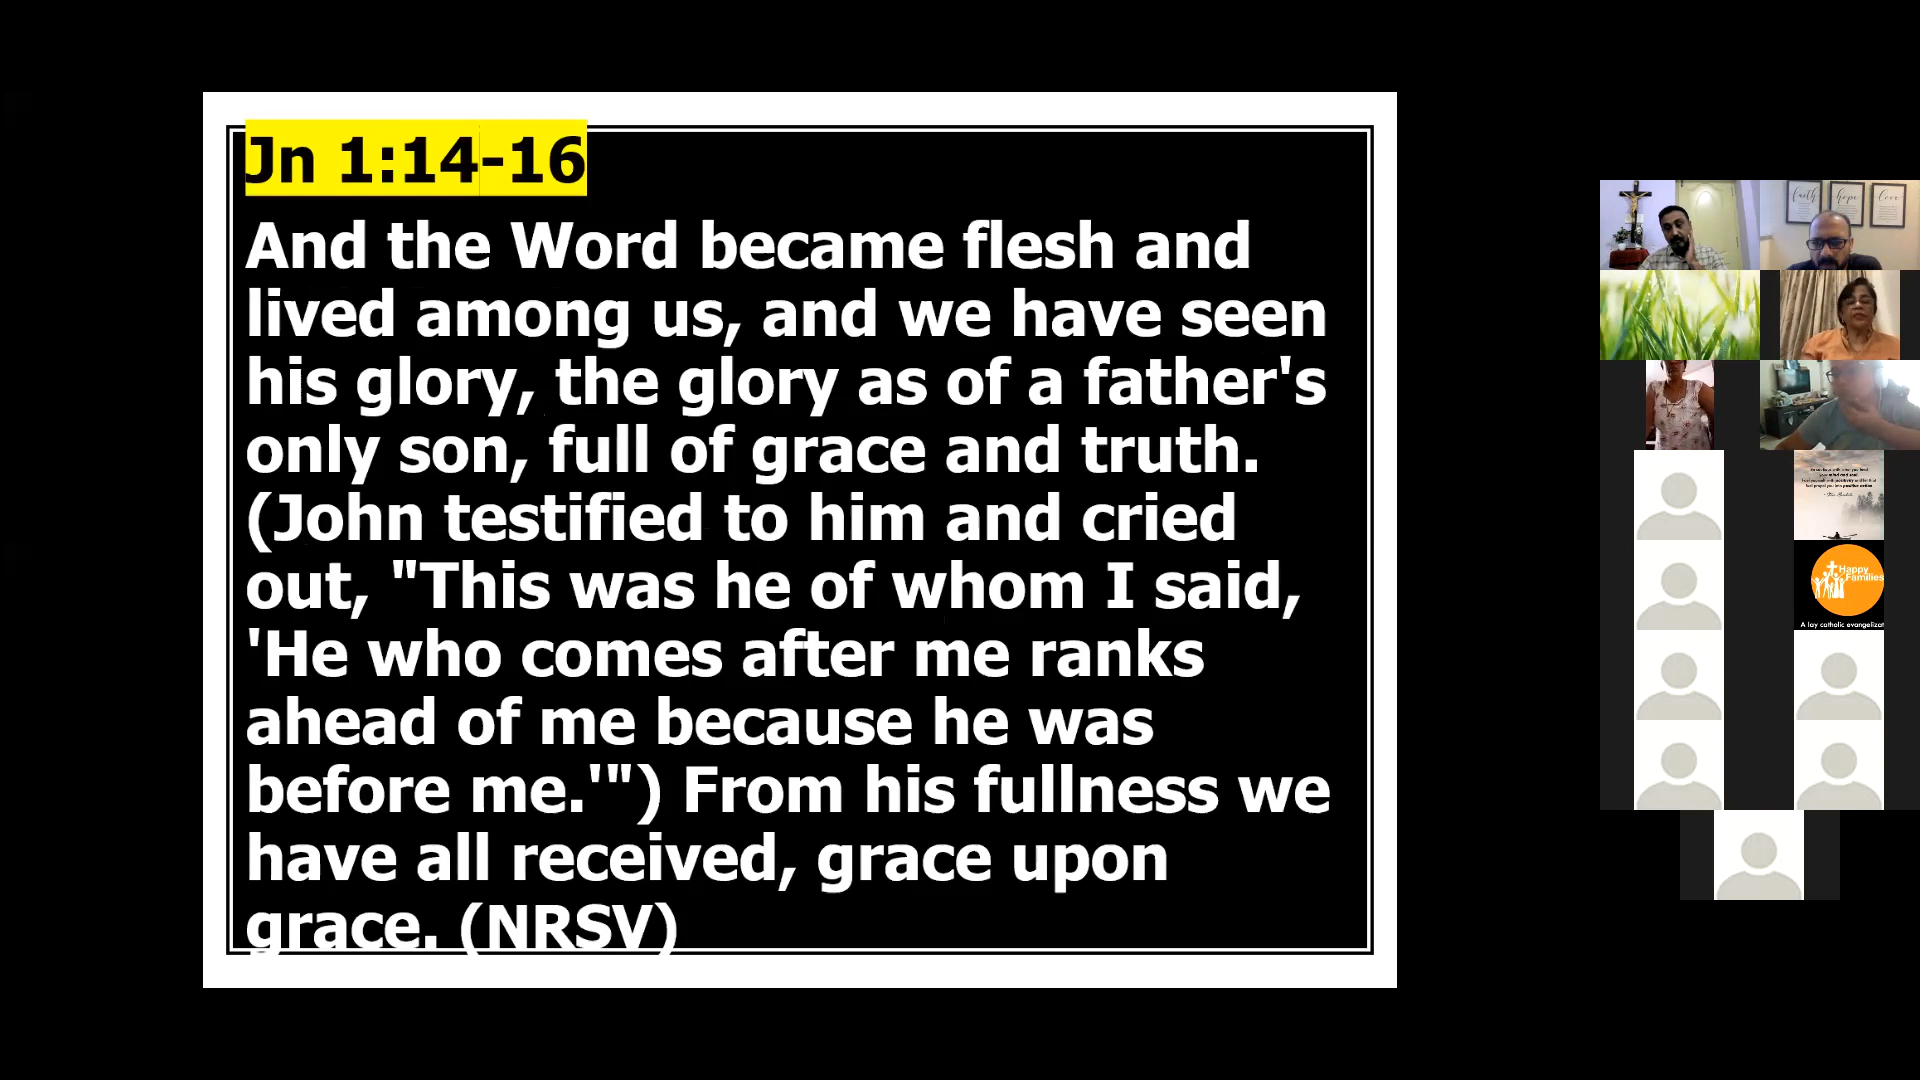 Jn 1:14-16
And the Word became flesh and
lived among us, and we have seen
his glory, the glory as of a father's
only son, full of grace and truth.
(John testified to him and cried
out, "This was he of whom I said,
'He who comes after me ranks
ahead of me because he was
before me.'") From his fullness we
have all received, grace upon
grace. (NRSV)
faith
hope
Love
Happy
Families
A lay catholic evangelizat